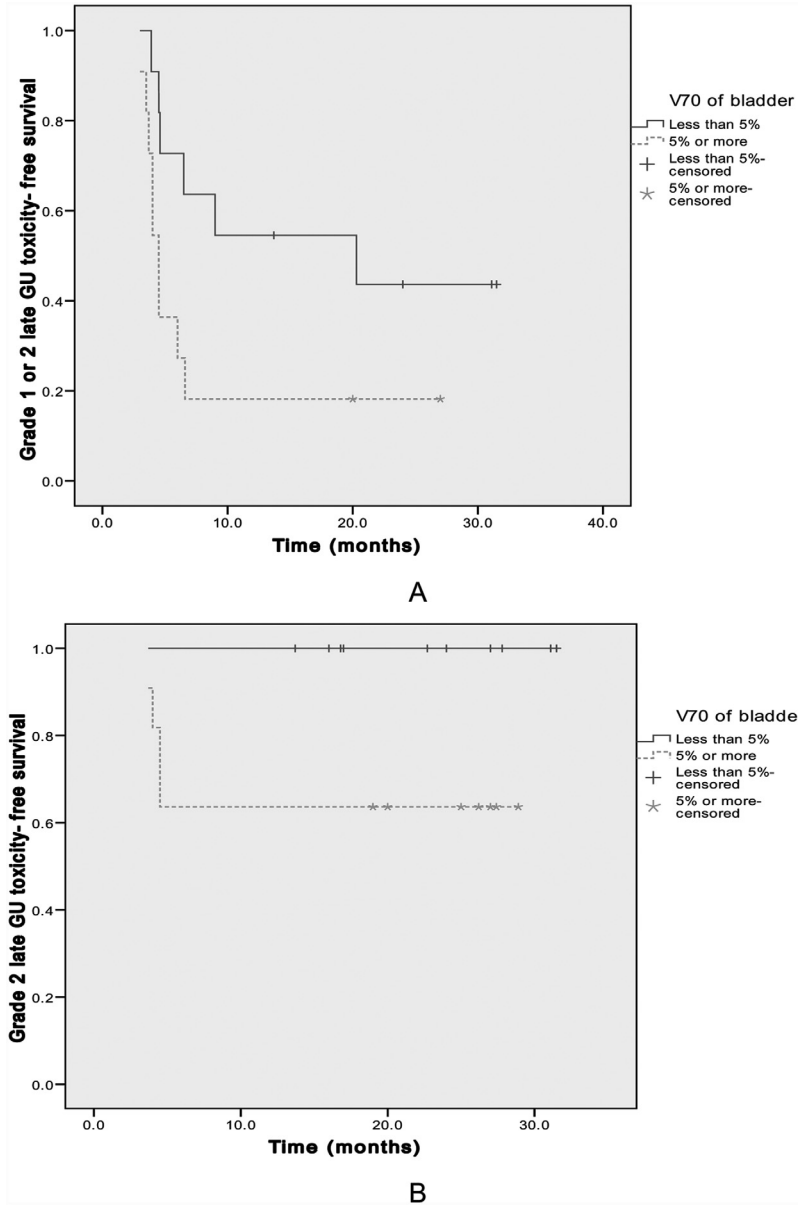 Grade 1 or 2 late GU toxicity- free survival
1.0
0.8
0.6
0.4
0.2
0.0
0.0 10.0 20.0 30.0 40.0
Time (months)
V70 of bladder
Less than 5%
5% or more
Less than 5%-
censored
5% or more-
censored
A
Grade 2 late GU toxicity- free survival
1.0
0.8
0.6
0.4
0.2
0.0
0.0 10.0 20.0 30.0
Time (months)
V70 of bladde
Less than 5%
5% or more
Less than 5%-
censored
5% or more-
censored
B